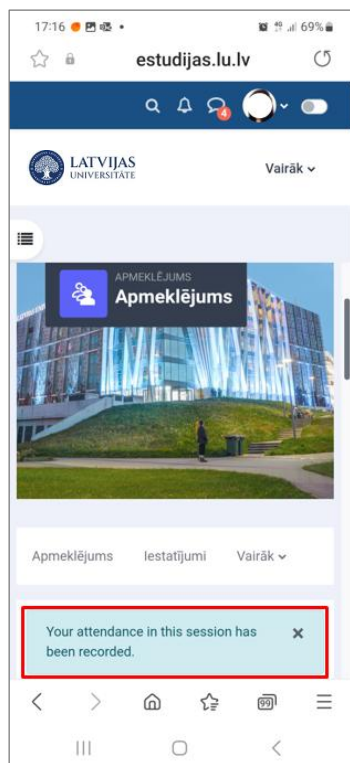 17:16
69%
estudijas.lu.lv
4
LATVIJAS
UNIVERSITĀTE
Vairāk
APMEKLĒJUMS
Apmeklējums
Apmeklējums Iestatījumi Vairāk
Your attendance in this session has
been recorded.
99